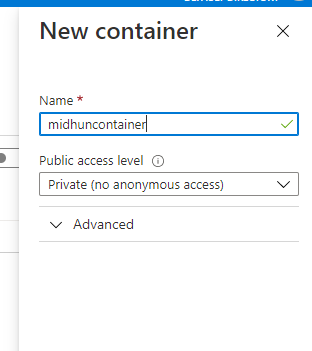 New container
Name *
midhuncontainer
Public access level
Private (no anonymous access)
Advanced